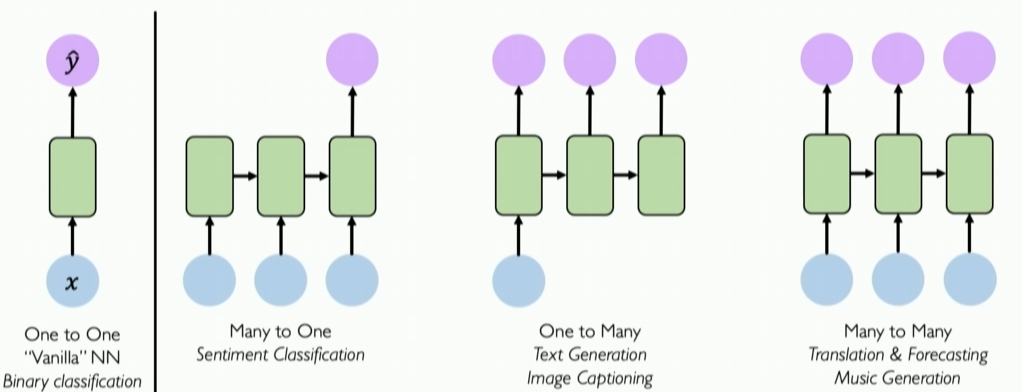 ŷ
x
One to One
"Vanilla" NN
Binary classification
Many to One
Sentiment Classification
One to Many
Text Generation
Image Captioning
Many to Many
Translation & Forecasting
Music Generation